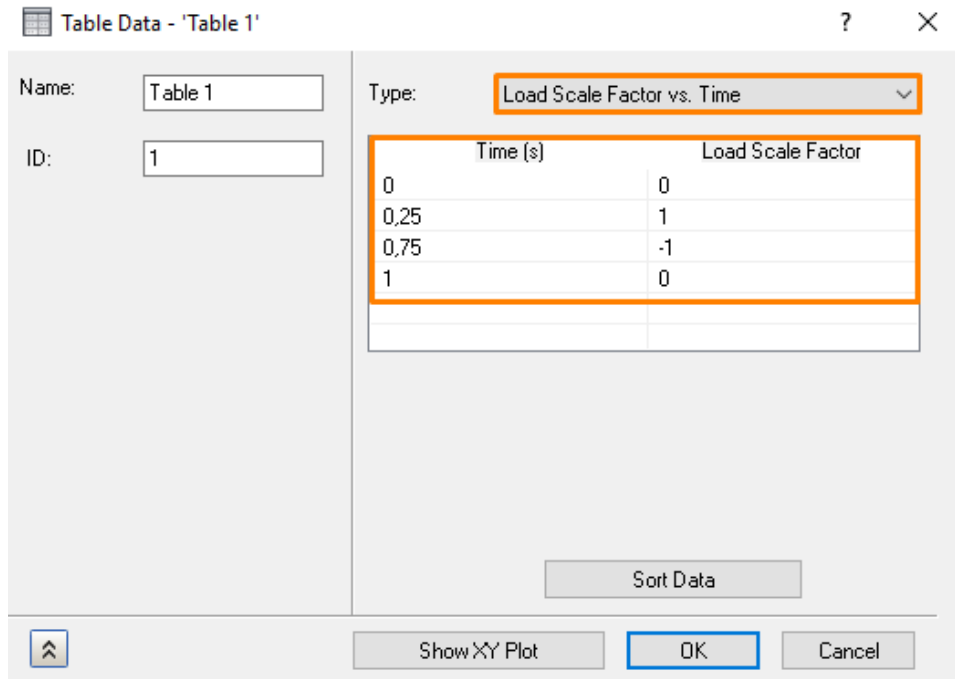 Table Data - 'Table 1' ?
Name: Table 1
ID: 1
Type: Load Scale Factor vs. Time
Time (s) Load Scale Factor
0 0
0,25 1
0,75 -1
1 0
Sort Data
Show XY Plot OK Cancel